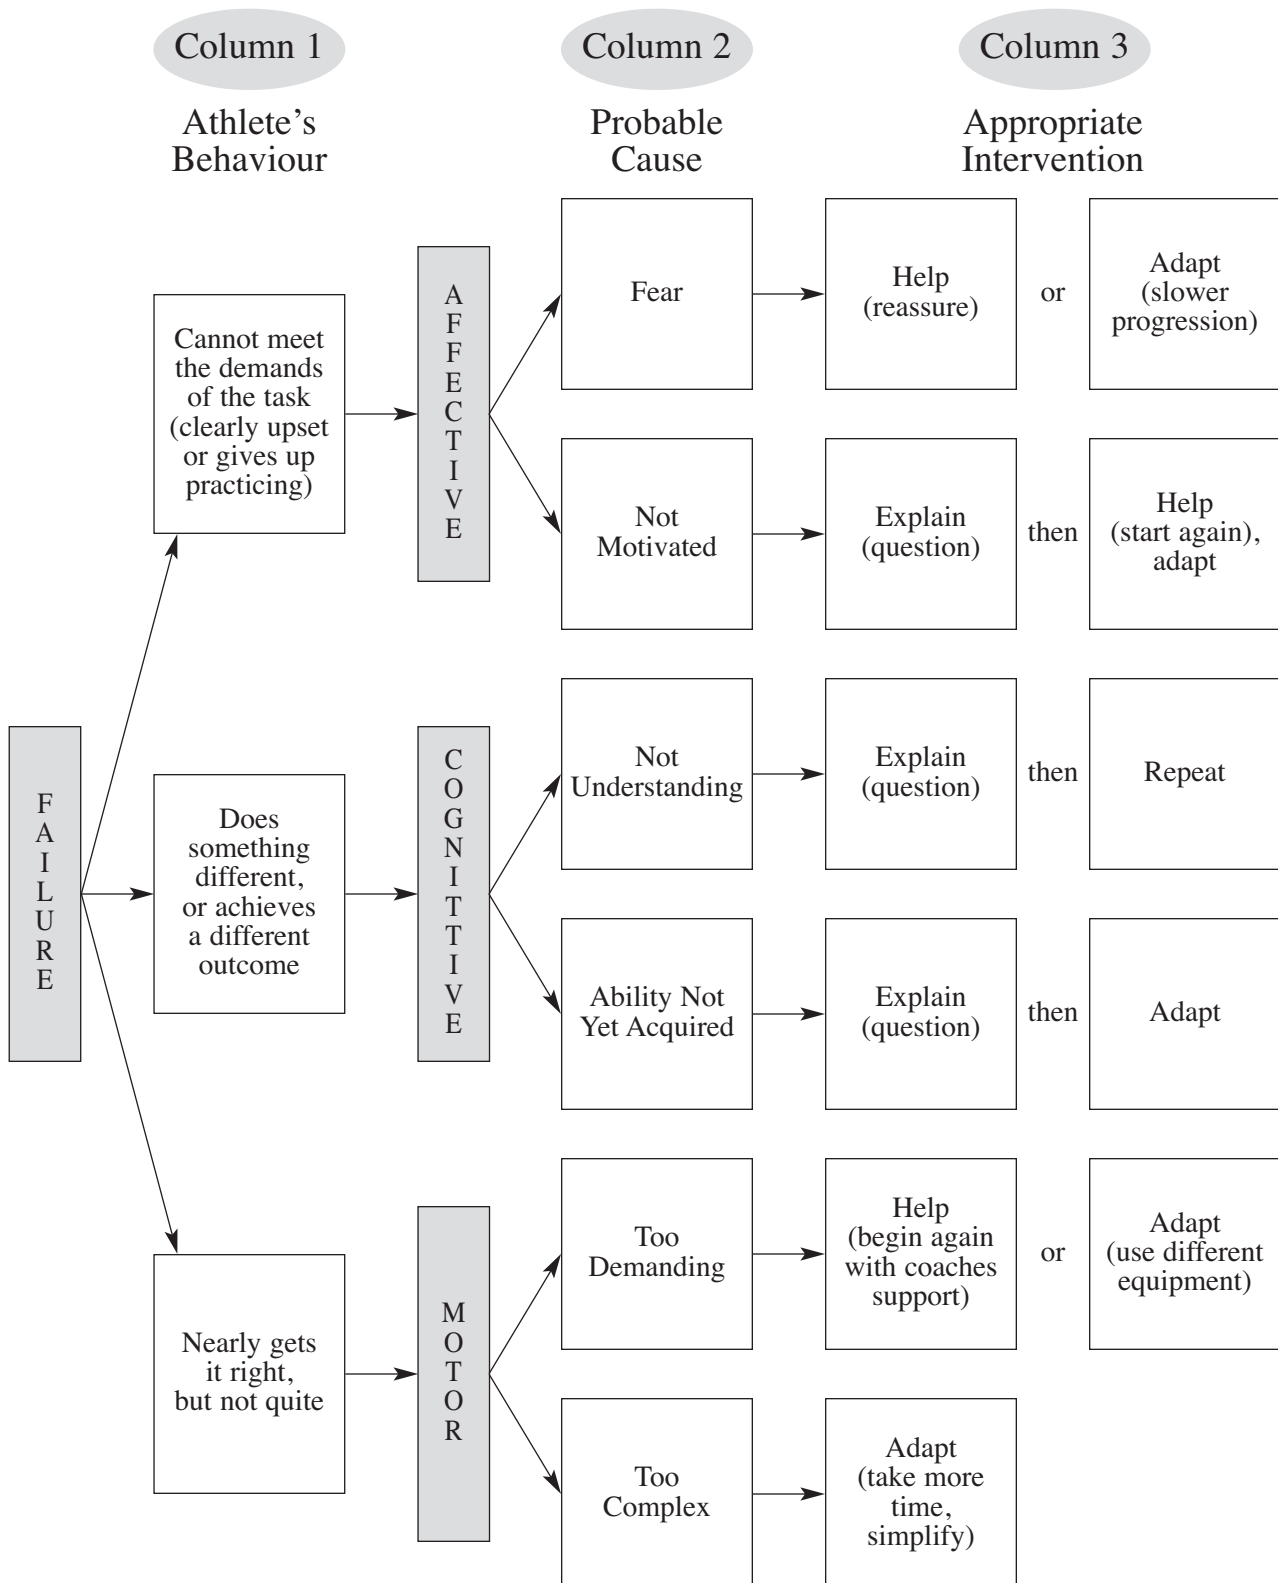 Column 1
Column 2
Column 3
Athlete’s
Behaviour
Probable
Cause
Appropriate
Intervention
FAILURE
Cannot meet
the demands
of the task
(clearly upset
or gives up
practicing)
AFFECTIVE
Fear
Help
(reassure)
or
Adapt
(slower
progression)
Not
Motivated
Explain
(question)
then
Help
(start again),
adapt
Does
something
different,
or achieves
a different
outcome
COGNITTIVE
Not
Understanding
Explain
(question)
then
Repeat
Ability Not
Yet Acquired
Explain
(question)
then
Adapt
Nearly gets
it right,
but not quite
MOTOR
Too
Demanding
Help
(begin again
with coaches
support)
or
Adapt
(use different
equipment)
Too
Complex
Adapt
(take more
time,
simplify)